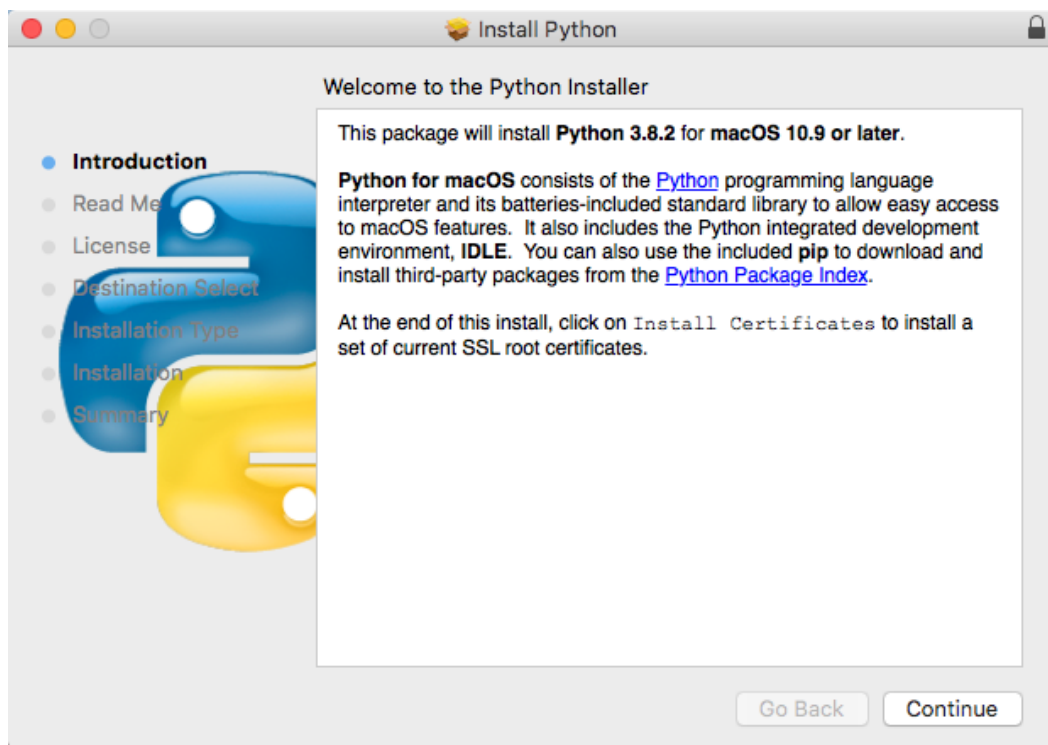 Install Python
Welcome to the Python Installer
Introduction
Read Me
License
Destination Select
Installation Type
Installation
Summary
This package will install Python 3.8.2 for macOS 10.9 or later.
Python for macOS consists of the Python programming language
interpreter and its batteries-included standard library to allow easy access
to macOS features.  It also includes the Python integrated development
environment, IDLE.  You can also use the included pip to download and
install third-party packages from the Python Package Index.
At the end of this install, click on Install Certificates to install a
set of current SSL root certificates.
Go Back
Continue